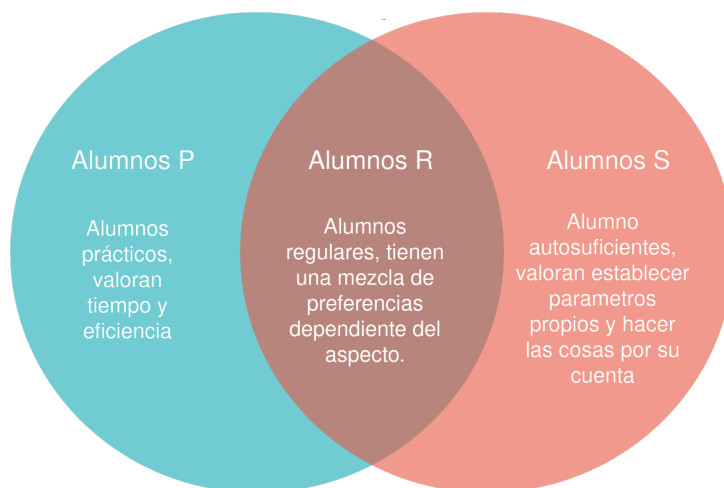 Alumnos P
Alumnos
prácticos,
valoran
tiempo y
eficiencia
Alumnos R
Alumnos
regulares, tienen
una mezcla de
preferencias
dependiente del
aspecto.
Alumnos S
Alumno
autosuficientes,
valoran establecer
parametros
propios y hacer
las cosas por su
cuenta